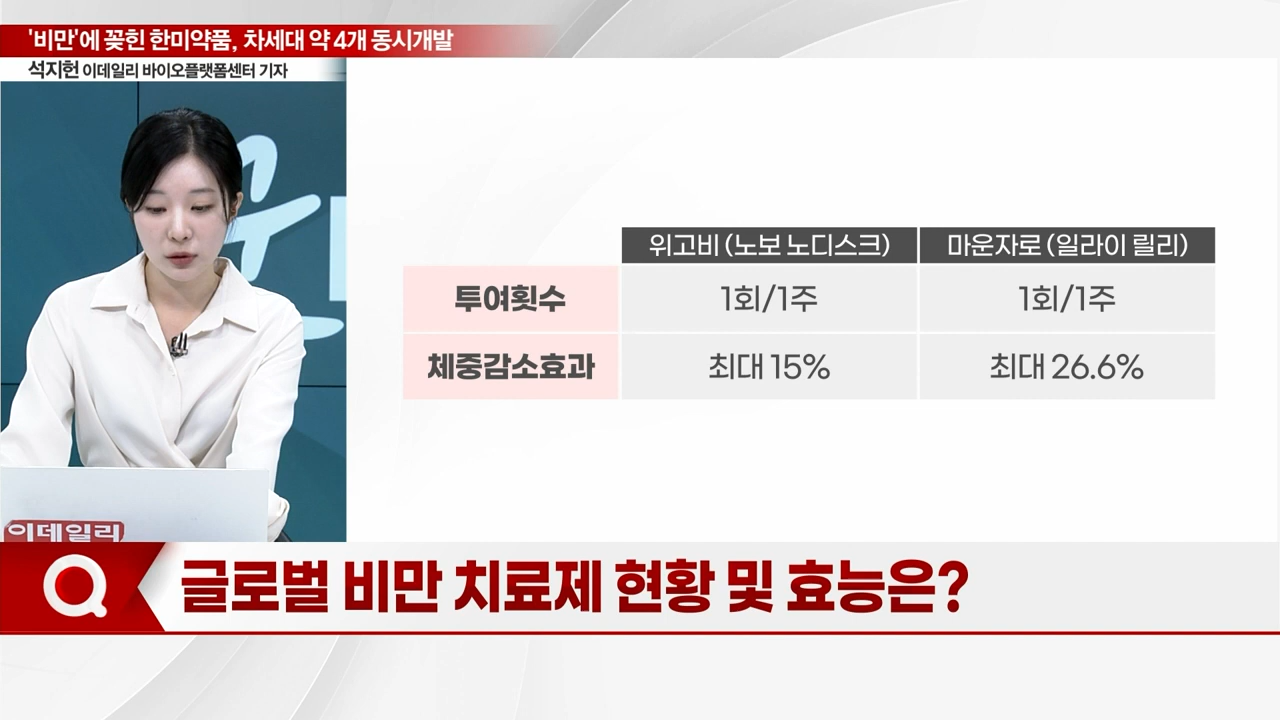 '비만'에 꽂힌 한미약품, 차세대 약 4개 동시개발
석지헌 이데일리 바이오플랫폼센터 기자
위고비 (노보 노디스크) 마운자로 (일라이 릴리)
투여횟수 1회/1주 1회/1주
체중감소효과 최대 15% 최대 26.6%
이데일리
Q 글로벌 비만 치료제 현황 및 효능은?